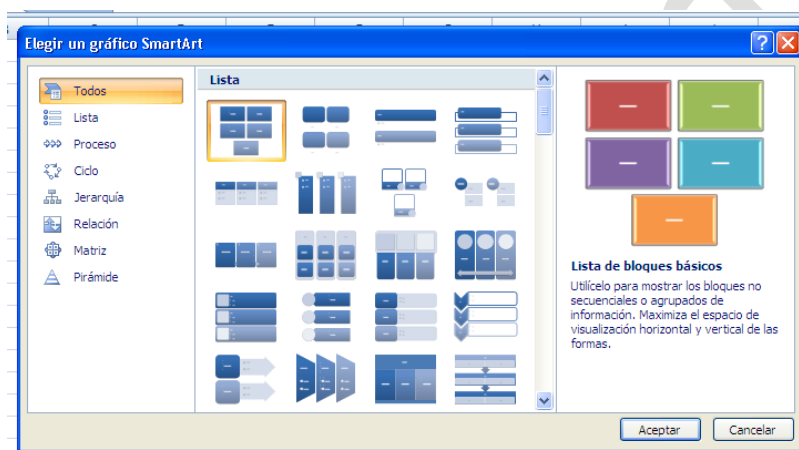 Elegir un gráfico SmartArt
Todos
Lista
Proceso
Ciclo
Jerarquía
Relación
Matriz
Pirámide
Lista
Lista de bloques básicos
Utilícelo para mostrar los bloques no
secuenciales o agrupados de
información. Maximiza el espacio de
visualización horizontal y vertical de las
formas.
Aceptar
Cancelar